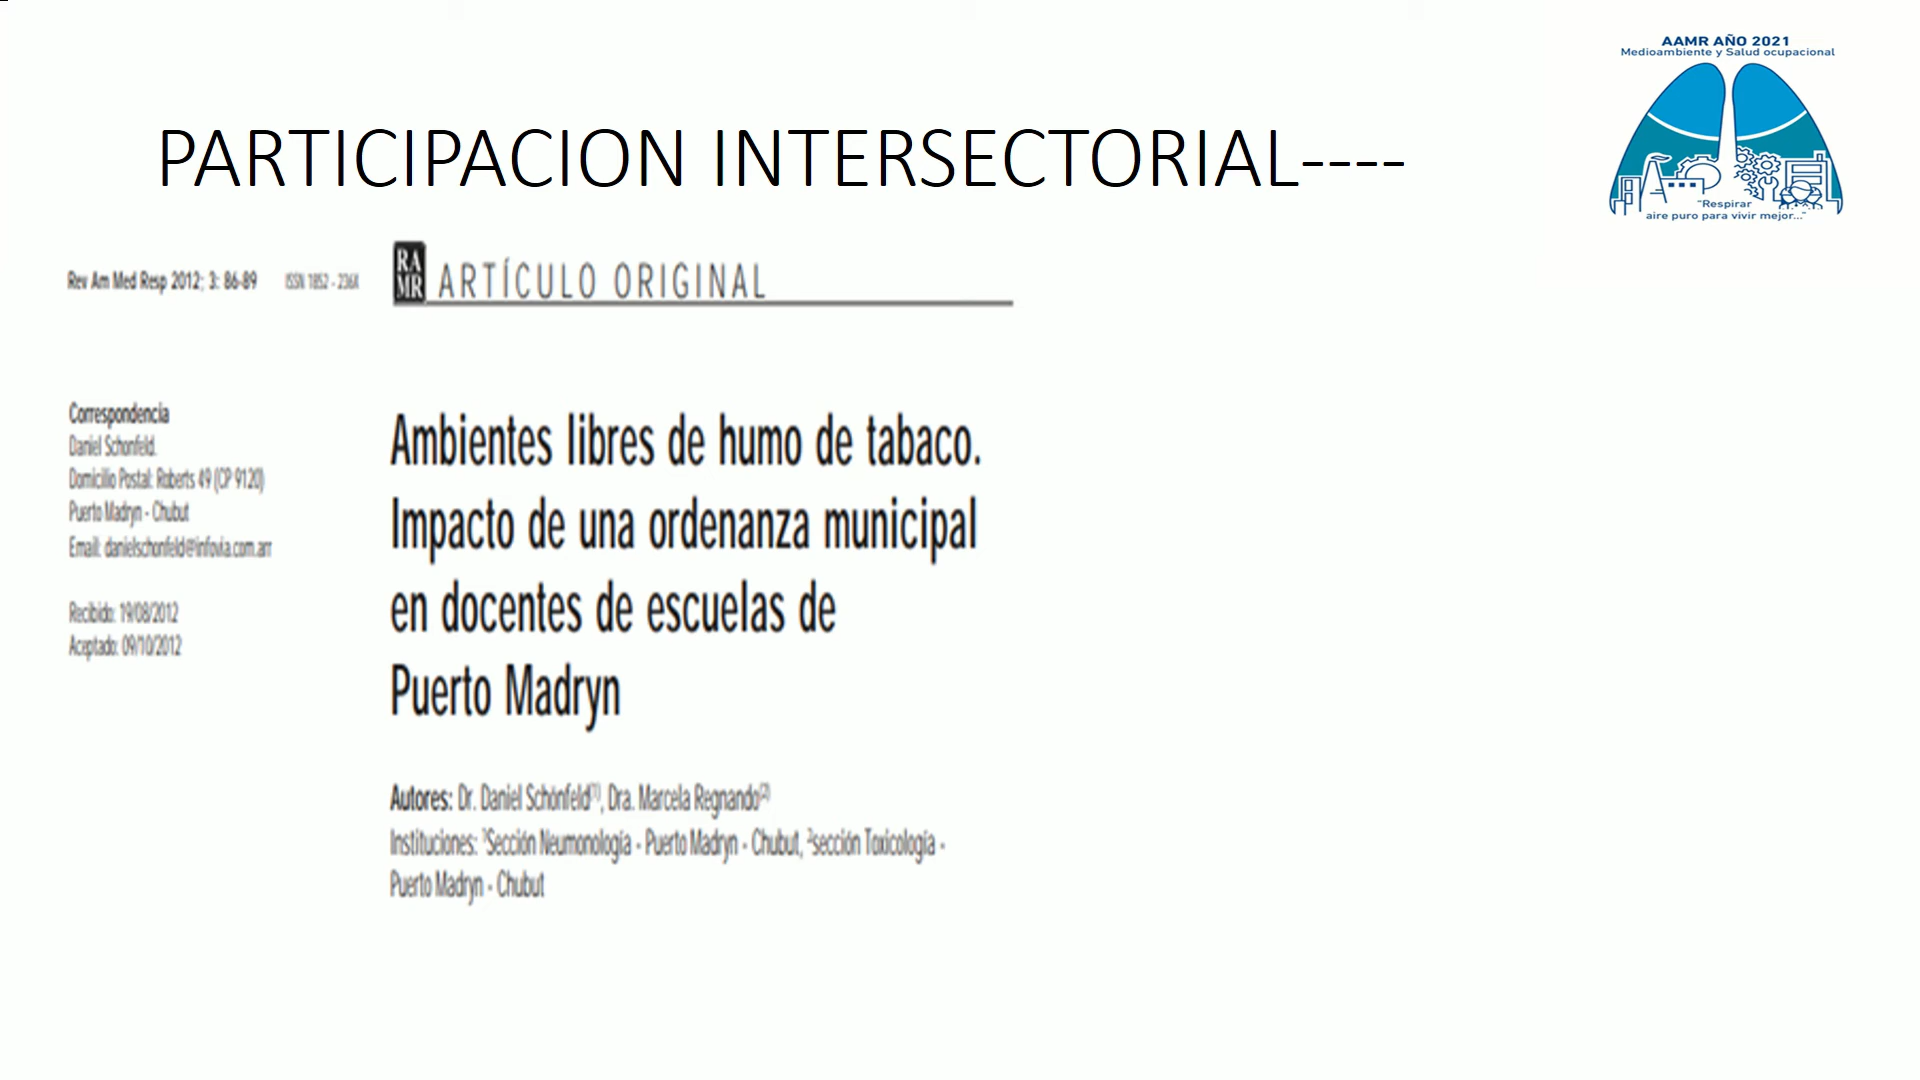 AAMR AÑO 2021
Medioambiente y Salud ocupacional
"Respirar
aire puro para vivir mejor..."
PARTICIPACION INTERSECTORIAL----
Rev Am Med Resp 2012; 3: 86-89 ISSN 1852 - 236X
RA
MR
ARTÍCULO ORIGINAL
Correspondencia
Daniel Schonfeld.
Domicilio Postal: Roberts 49 (CP 9120)
Puerto Madryn - Chubut
Email: danielschonfeld@infovia.com.arr
Recibido: 19/08/2012
Aceptado: 09/10/2012
Ambientes libres de humo de tabaco.
Impacto de una ordenanza municipal
en docentes de escuelas de
Puerto Madryn
Autores: Dr. Daniel Schönfeld(1), Dra. Marcela Regnando(2)
Instituciones: 1Sección Neumonología - Puerto Madryn - Chubut, 2sección Toxicología -
Puerto Madryn - Chubut